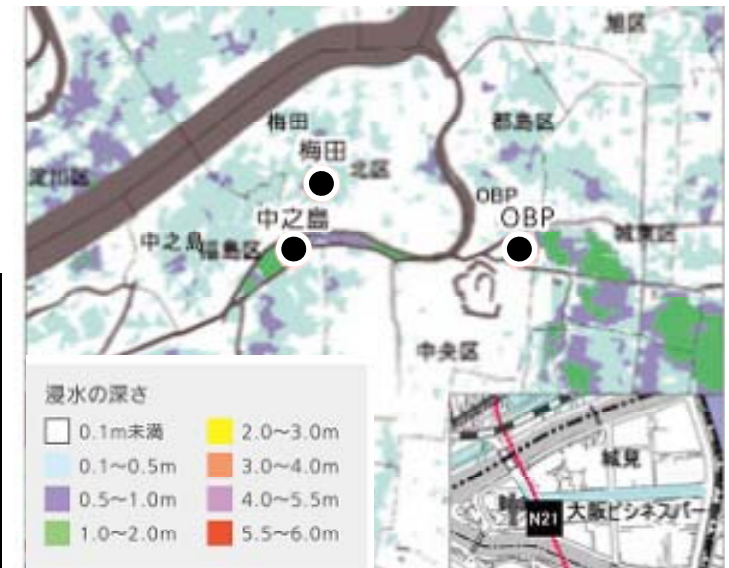 旭区
梅田
都島区
梅田
北区
淀川区
OBP
中之島
OBP
中之島
福島区
城東区
中央区
浸水の深さ
0.1m未満
2.0〜3.0m
0.1〜0.5m
3.0〜4.0m
0.5〜1.0m
4.0〜5.5m
1.0〜2.0m
5.5〜6.0m
城見
N21
大阪ビジネスパー